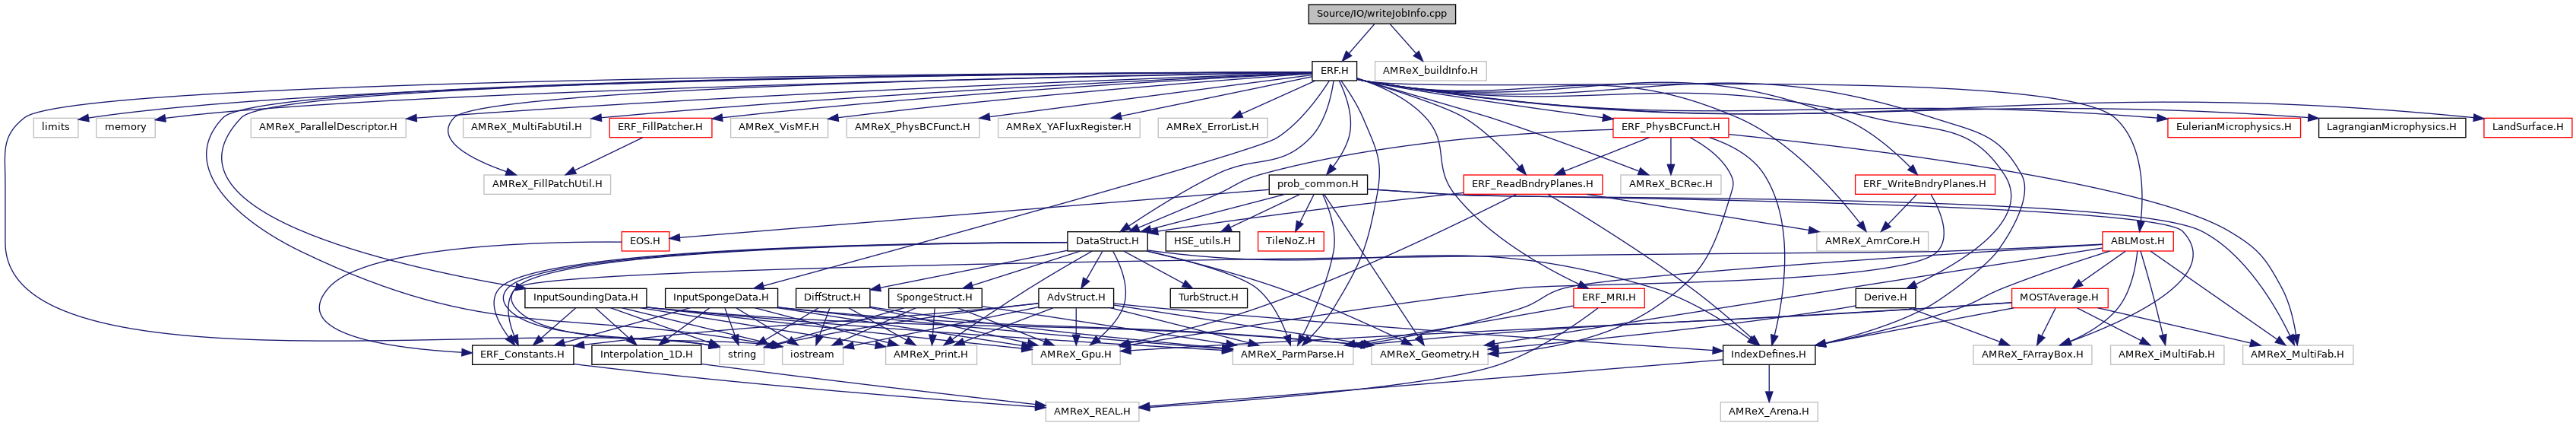 Source/IO/writeJobInfo.cpp
ERF.H
AMReX_buildInfo.H
limits
memory
AMReX_ParallelDescriptor.H
AMReX_MultiFabUtil.H
ERF_FillPatcher.H
AMReX_VisMF.H
AMReX_PhysBCFunct.H
AMReX_YAFluxRegister.H
AMReX_ErrorList.H
ERF_PhysBCFunct.H
EulerianMicrophysics.H
LagrangianMicrophysics.H
LandSurface.H
AMReX_FillPatchUtil.H
prob_common.H
ERF_ReadBndryPlanes.H
AMReX_BCRec.H
ERF_WriteBndryPlanes.H
EOS.H
DataStruct.H
HSE_utils.H
TileNoZ.H
AMReX_AmrCore.H
ABLMost.H
InputSoundingData.H
InputSpongeData.H
DiffStruct.H
SpongeStruct.H
AdvStruct.H
TurbStruct.H
ERF_MRI.H
Derive.H
MOSTAverage.H
ERF_Constants.H
Interpolation_1D.H
string
iostream
AMReX_Print.H
AMReX_Gpu.H
AMReX_ParmParse.H
AMReX_Geometry.H
IndexDefines.H
AMReX_FArrayBox.H
AMReX_iMultiFab.H
AMReX_MultiFab.H
AMReX_REAL.H
AMReX_Arena.H